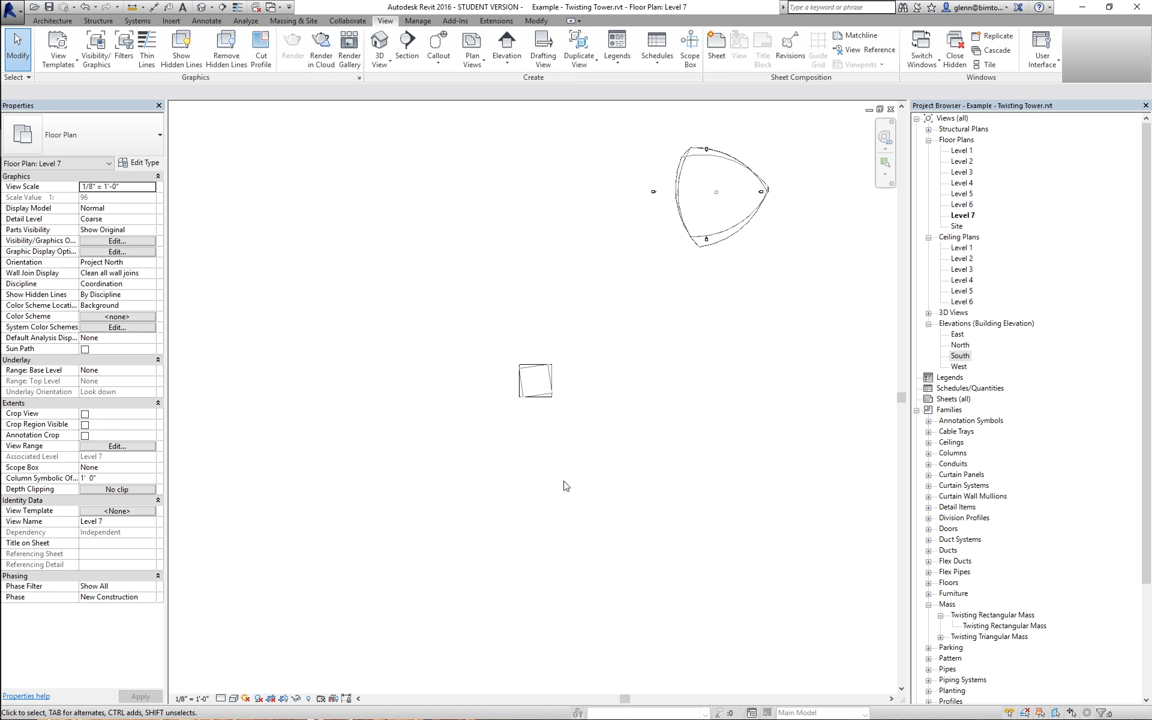 Autodesk Revit 2016 - STUDENT VERSION - Example - Twisting Tower.rvt - Floor Plan: Level 7
Type a keyword or phrase
glenn@bimto...
Architecture Structure Systems Insert Annotate Analyze Massing & Site Collaborate View Manage Add-Ins Extensions Modify
Modify
View Templates
Visibility/ Graphics
Filters
Thin Lines
Show Hidden Lines
Remove Hidden Lines
Cut Profile
Render
Render in Cloud
Render Gallery
3D View
Section
Callout
Plan Views
Elevation
Drafting View
Duplicate View
Legends
Schedules
Scope Box
Sheet
View
Title Block
Revisions
Guide Grid
Matchline
View Reference
Viewports
Switch Windows
Close Hidden
Replicate
Cascade
Tile
User Interface
Select
Graphics
Create
Sheet Composition
Windows
Properties
Floor Plan
Floor Plan: Level 7
Edit Type
Graphics
View Scale 1/8" = 1'-0"
Scale Value 1: 96
Display Model Normal
Detail Level Coarse
Parts Visibility Show Original
Visibility/Graphics O... Edit...
Graphic Display Opti... Edit...
Orientation Project North
Wall Join Display Clean all wall joins
Discipline Coordination
Show Hidden Lines By Discipline
Color Scheme Locati... Background
Color Scheme <none>
System Color Schemes Edit...
Default Analysis Disp... None
Sun Path
Underlay
Range: Base Level None
Range: Top Level None
Underlay Orientation Look down
Extents
Crop View
Crop Region Visible
Annotation Crop
View Range Edit...
Associated Level Level 7
Scope Box None
Column Symbolic Of... 1' 0"
Depth Clipping No clip
Identity Data
View Template <None>
View Name Level 7
Dependency Independent
Title on Sheet
Referencing Sheet
Referencing Detail
Phasing
Phase Filter Show All
Phase New Construction
Properties help
Apply
1/8" = 1'-0"
Project Browser - Example - Twisting Tower.rvt
Views (all)
Structural Plans
Floor Plans
Level 1
Level 2
Level 3
Level 4
Level 5
Level 6
Level 7
Site
Ceiling Plans
Level 1
Level 2
Level 3
Level 4
Level 5
Level 6
3D Views
Elevations (Building Elevation)
East
North
South
West
Legends
Schedules/Quantities
Sheets (all)
Families
Annotation Symbols
Cable Trays
Ceilings
Columns
Conduits
Curtain Panels
Curtain Systems
Curtain Wall Mullions
Detail Items
Division Profiles
Doors
Duct Systems
Ducts
Flex Ducts
Flex Pipes
Floors
Furniture
Mass
Twisting Rectangular Mass
Twisting Rectangular Mass
Twisting Triangular Mass
Parking
Pattern
Pipes
Piping Systems
Planting
Profiles
Click to select, TAB for alternates, CTRL adds, SHIFT unselects.
:0
Main Model
:0